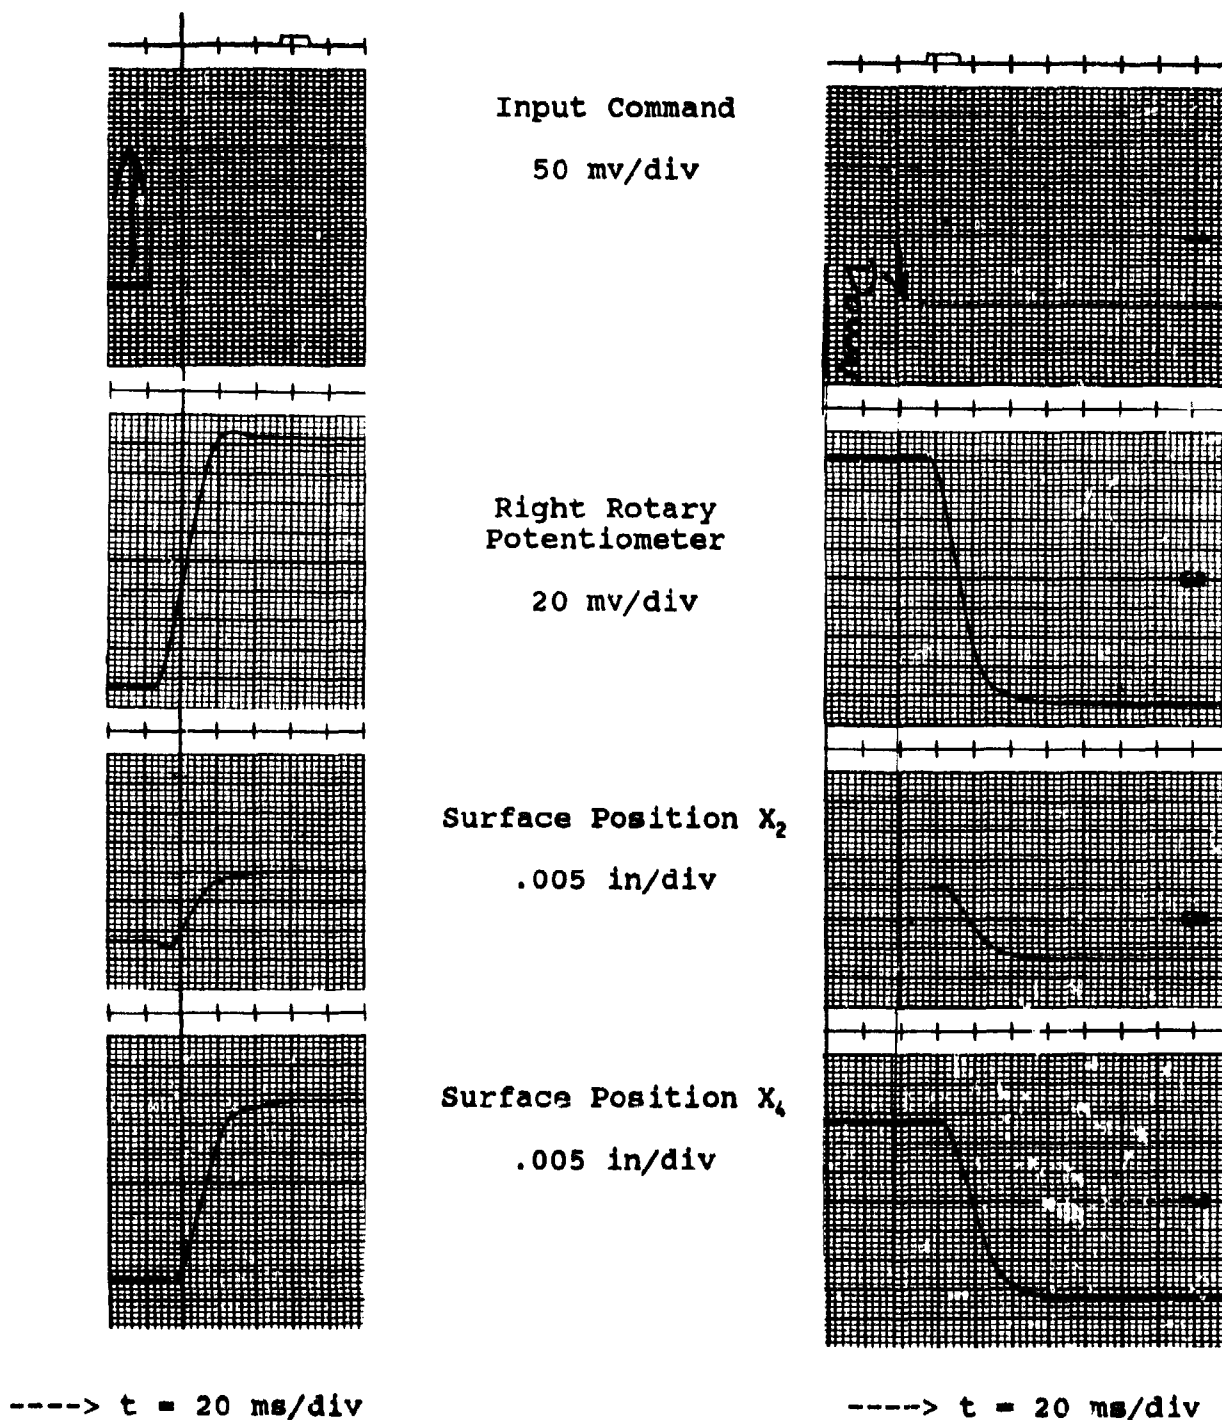 Input Command
50 mv/div
Right Rotary
Potentiometer
20 mv/div
Surface Position X₂
.005 in/div
Surface Position X₄
.005 in/div
----> t = 20 ms/div
----> t = 20 ms/div